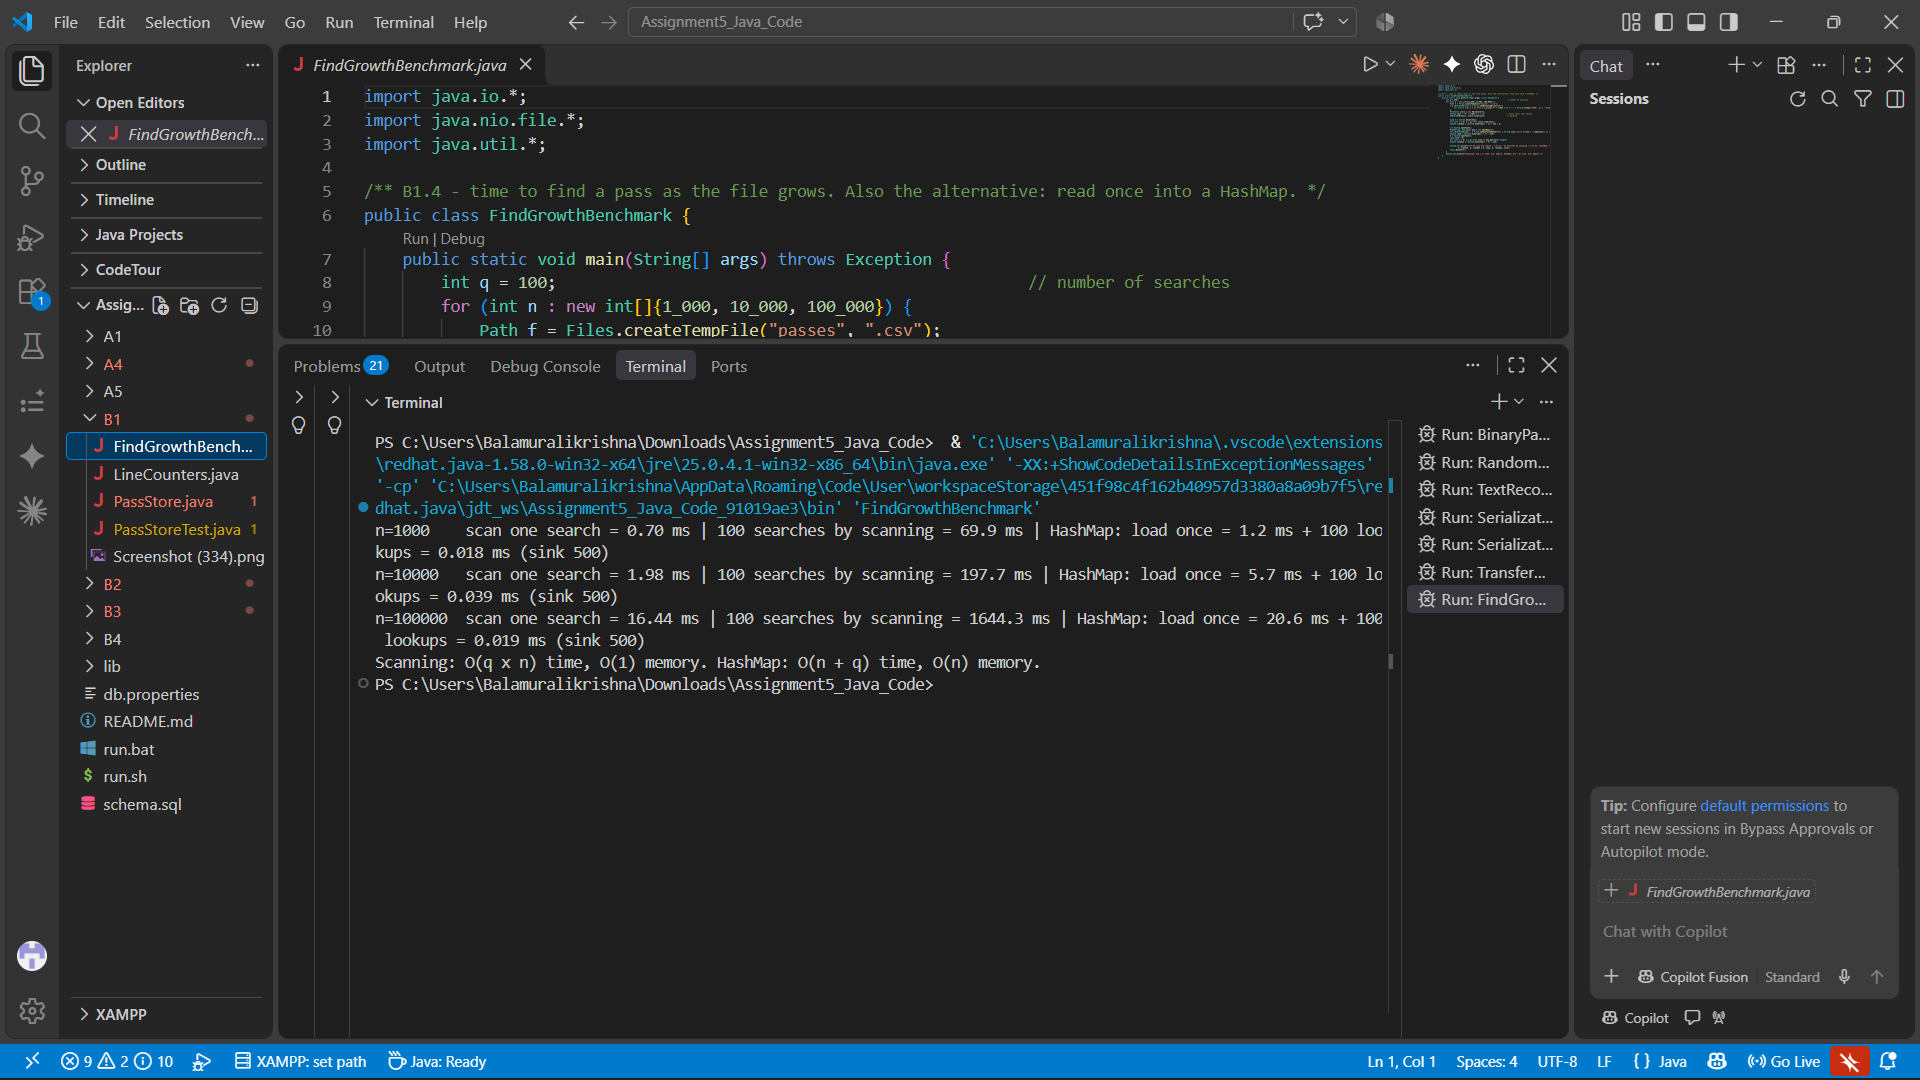 File Edit Selection View Go Run Terminal Help
Assignment5_Java_Code
Explorer
Open Editors
FindGrowthBench...
Outline
Timeline
Java Projects
CodeTour
Assig...
A1
A4
A5
B1
FindGrowthBench...
LineCounters.java
PassStore.java 1
PassStoreTest.java 1
Screenshot (334).png
B2
B3
B4
lib
db.properties
README.md
run.bat
run.sh
schema.sql
XAMPP
1
FindGrowthBenchmark.java
1 import java.io.*;
2 import java.nio.file.*;
3 import java.util.*;
4
5 /** B1.4 - time to find a pass as the file grows. Also the alternative: read once into a HashMap. */
6 public class FindGrowthBenchmark {
Run | Debug
7 public static void main(String[] args) throws Exception {
8 int q = 100; // number of searches
9 for (int n : new int[]{1_000, 10_000, 100_000}) {
10 Path f = Files.createTempFile("passes", ".csv");
Problems 21 Output Debug Console Terminal Ports
Terminal
PS C:\Users\Balamuralikrishna\Downloads\Assignment5_Java_Code> & 'C:\Users\Balamuralikrishna\.vscode\extensions
\redhat.java-1.58.0-win32-x64\jre\25.0.4.1-win32-x86_64\bin\java.exe' '-XX:+ShowCodeDetailsInExceptionMessages'
'-cp' 'C:\Users\Balamuralikrishna\AppData\Roaming\Code\User\workspaceStorage\451f98c4f162b40957d3380a8a09b7f5\re
dhat.java\jdt_ws\Assignment5_Java_Code_91019ae3\bin' 'FindGrowthBenchmark'
n=1000 scan one search = 0.70 ms | 100 searches by scanning = 69.9 ms | HashMap: load once = 1.2 ms + 100 loo
kups = 0.018 ms (sink 500)
n=10000 scan one search = 1.98 ms | 100 searches by scanning = 197.7 ms | HashMap: load once = 5.7 ms + 100 lo
okups = 0.039 ms (sink 500)
n=100000 scan one search = 16.44 ms | 100 searches by scanning = 1644.3 ms | HashMap: load once = 20.6 ms + 100
lookups = 0.019 ms (sink 500)
Scanning: O(q x n) time, O(1) memory. HashMap: O(n + q) time, O(n) memory.
PS C:\Users\Balamuralikrishna\Downloads\Assignment5_Java_Code>
Run: BinaryPa...
Run: Random...
Run: TextReco...
Run: Serializat...
Run: Serializat...
Run: Transfer...
Run: FindGro...
Chat
Sessions
Tip: Configure default permissions to
start new sessions in Bypass Approvals or
Autopilot mode.
FindGrowthBenchmark.java
Chat with Copilot
Copilot Fusion Standard
Copilot
9 2 10 XAMPP: set path Java: Ready
Ln 1, Col 1 Spaces: 4 UTF-8 LF {} Java Go Live